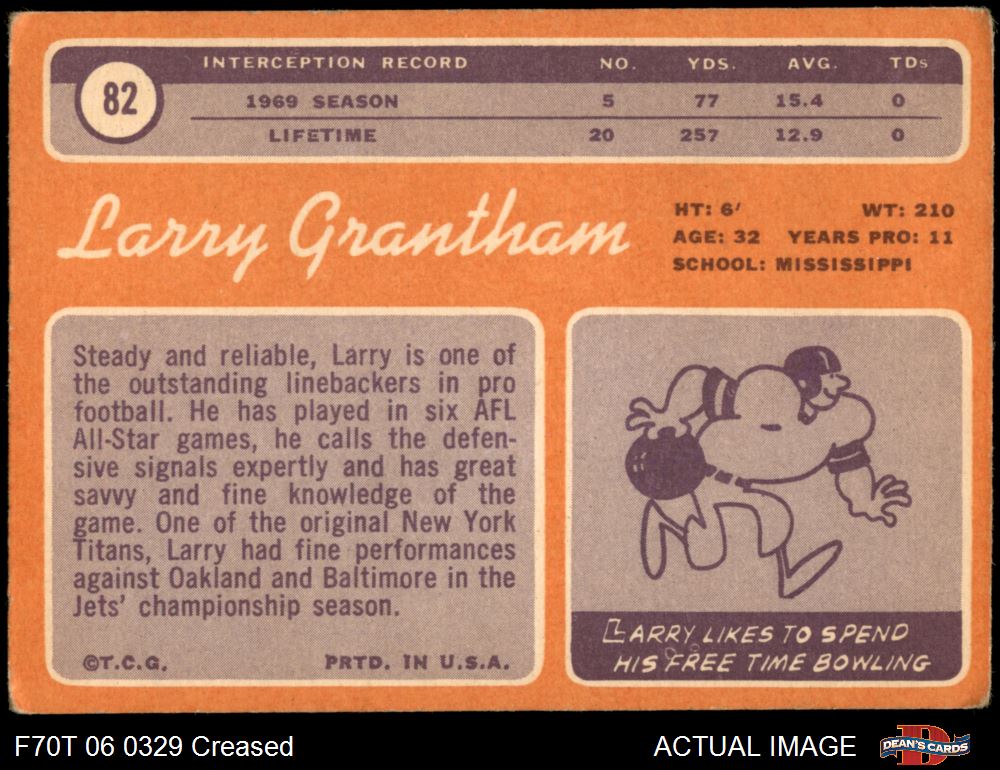 82
INTERCEPTION RECORD NO. YDS. AVG. TDs
1969 SEASON 5 77 15.4 0
LIFETIME 20 257 12.9 0
Larry Grantham
HT: 6' WT: 210
AGE: 32 YEARS PRO: 11
SCHOOL: MISSISSIPPI
Steady and reliable, Larry is one of
the outstanding linebackers in pro
football. He has played in six AFL
All-Star games, he calls the defen-
sive signals expertly and has great
savvy and fine knowledge of the
game. One of the original New York
Titans, Larry had fine performances
against Oakland and Baltimore in the
Jets' championship season.
©T.C.G. PRTD. IN U.S.A.
LARRY LIKES TO SPEND
HIS FREE TIME BOWLING
F70T 06 0329 Creased ACTUAL IMAGE
D
DEAN'S CARDS